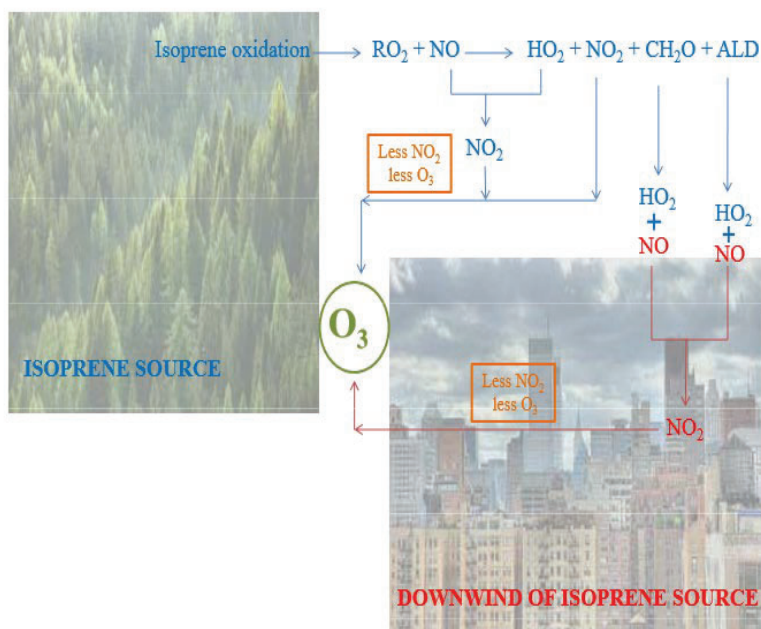 Isoprene oxidation RO₂ + NO HO₂ + NO₂ + CH₂O + ALD
NO₂
Less NO₂
less O₃
HO₂
+
NO
HO₂
+
NO
O₃
ISOPRENE SOURCE
Less NO₂
less O₃
NO₂
DOWNWIND OF ISOPRENE SOURCE